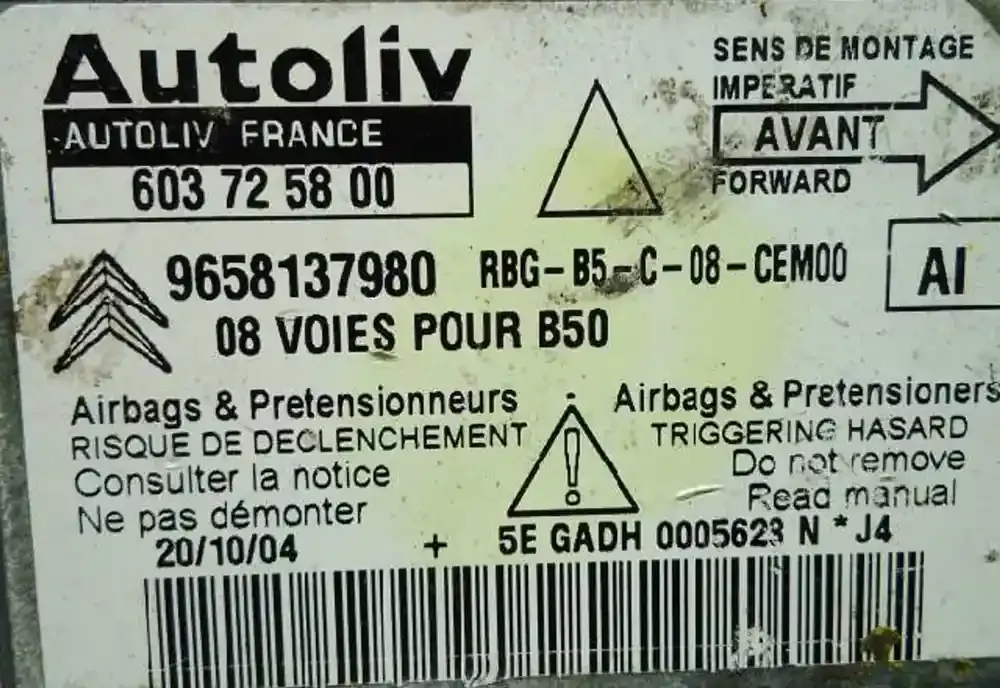 Autoliv
AUTOLIV FRANCE
603 72 58 00
SENS DE MONTAGE
IMPERATIF
AVANT
FORWARD
9658137980 RBG-B5-C-08-CEM00
AI
08 VOIES POUR B50
Airbags & Pretensionneurs
RISQUE DE DECLENCHEMENT
Consulter la notice
Ne pas démonter
Airbags & Pretensioners
TRIGGERING HASARD
Do not remove
Read manual
20/10/04 + 5E GADH 0005623 N * J4